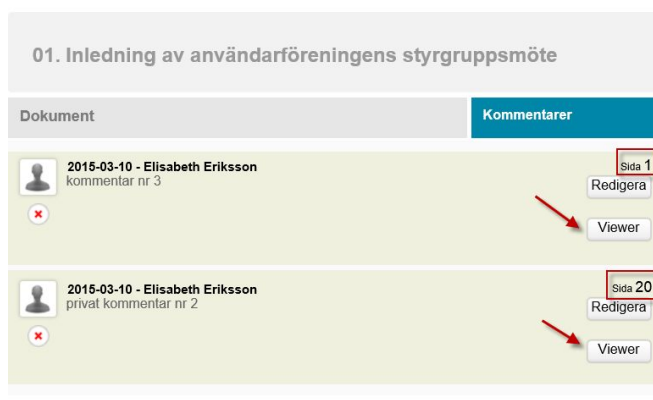 01. Inledning av användarföreningens styrgruppsmöte
Dokument
Kommentarer
2015-03-10 - Elisabeth Eriksson
Sida 1
kommentar nr 3
Redigera
Viewer
2015-03-10 - Elisabeth Eriksson
Sida 20
privat kommentar nr 2
Redigera
Viewer